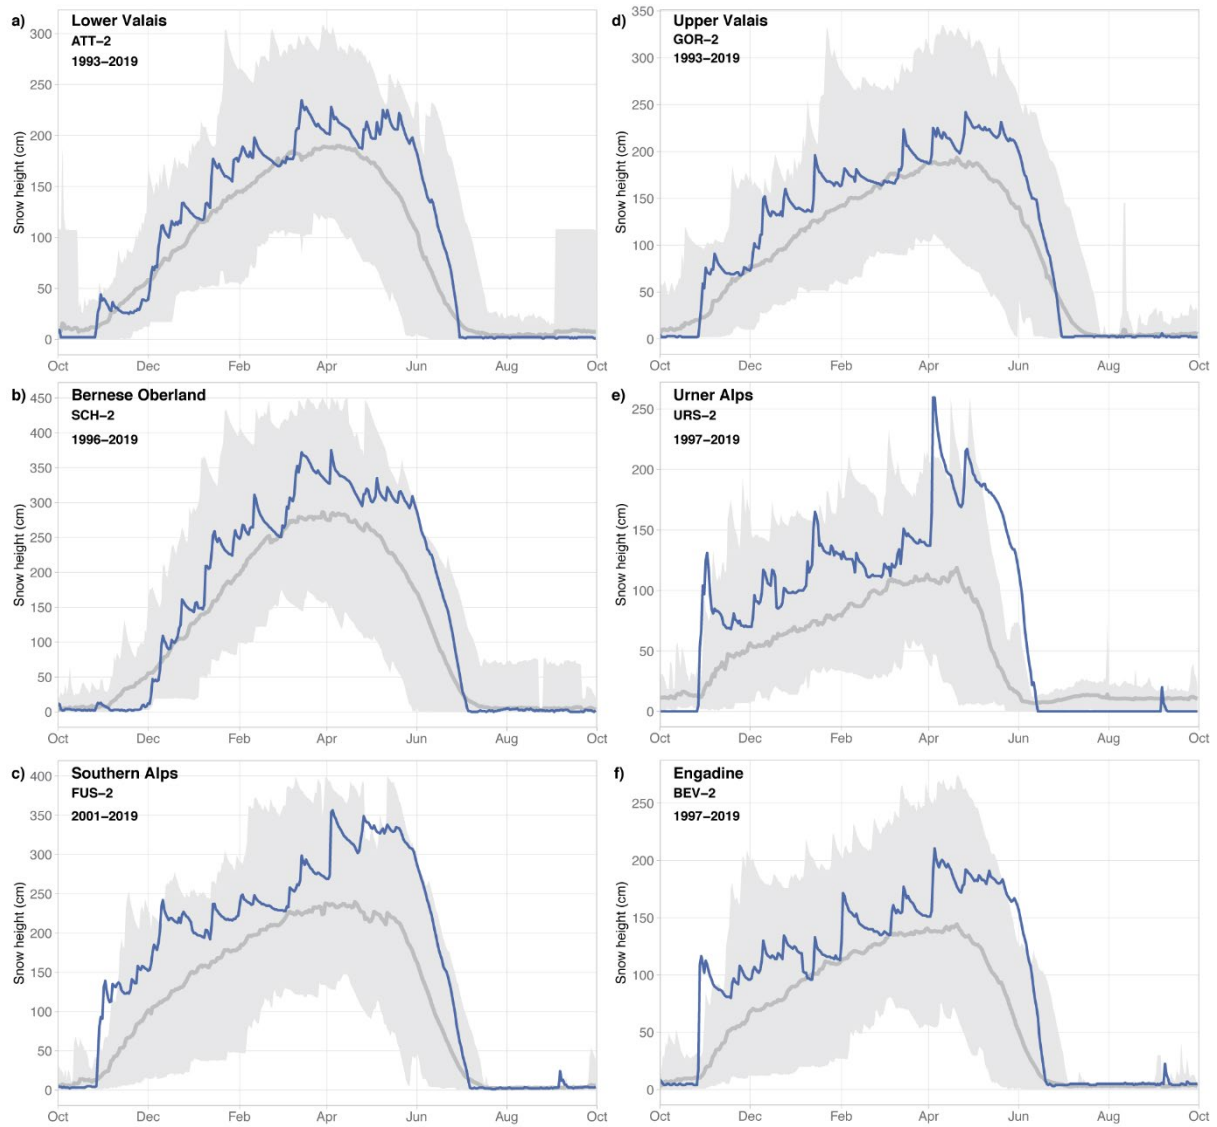 a) Lower Valais
ATT−2
1993−2019
Snow height (cm)
300
250
200
150
100
50
0
Oct Dec Feb Apr Jun Aug Oct
d) Upper Valais
GOR−2
1993−2019
Snow height (cm)
350
300
250
200
150
100
50
0
Oct Dec Feb Apr Jun Aug Oct
b) Bernese Oberland
SCH−2
1996−2019
Snow height (cm)
450
400
350
300
250
200
150
100
50
0
Oct Dec Feb Apr Jun Aug Oct
e) Urner Alps
URS−2
1997−2019
Snow height (cm)
250
200
150
100
50
0
Oct Dec Feb Apr Jun Aug Oct
c) Southern Alps
FUS−2
2001−2019
Snow height (cm)
400
350
300
250
200
150
100
50
0
Oct Dec Feb Apr Jun Aug Oct
f) Engadine
BEV−2
1997−2019
Snow height (cm)
250
200
150
100
50
0
Oct Dec Feb Apr Jun Aug Oct